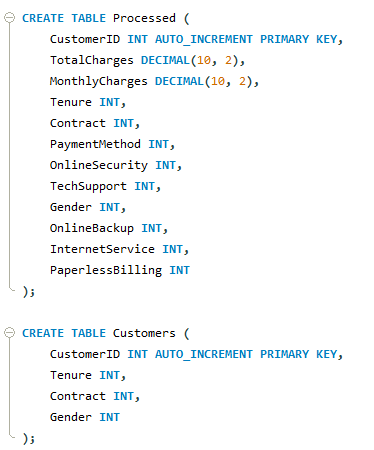 CREATE TABLE Processed (
CustomerID INT AUTO_INCREMENT PRIMARY KEY,
TotalCharges DECIMAL(10, 2),
MonthlyCharges DECIMAL(10, 2),
Tenure INT,
Contract INT,
PaymentMethod INT,
OnlineSecurity INT,
TechSupport INT,
Gender INT,
OnlineBackup INT,
InternetService INT,
PaperlessBilling INT
);
CREATE TABLE Customers (
CustomerID INT AUTO_INCREMENT PRIMARY KEY,
Tenure INT,
Contract INT,
Gender INT
);